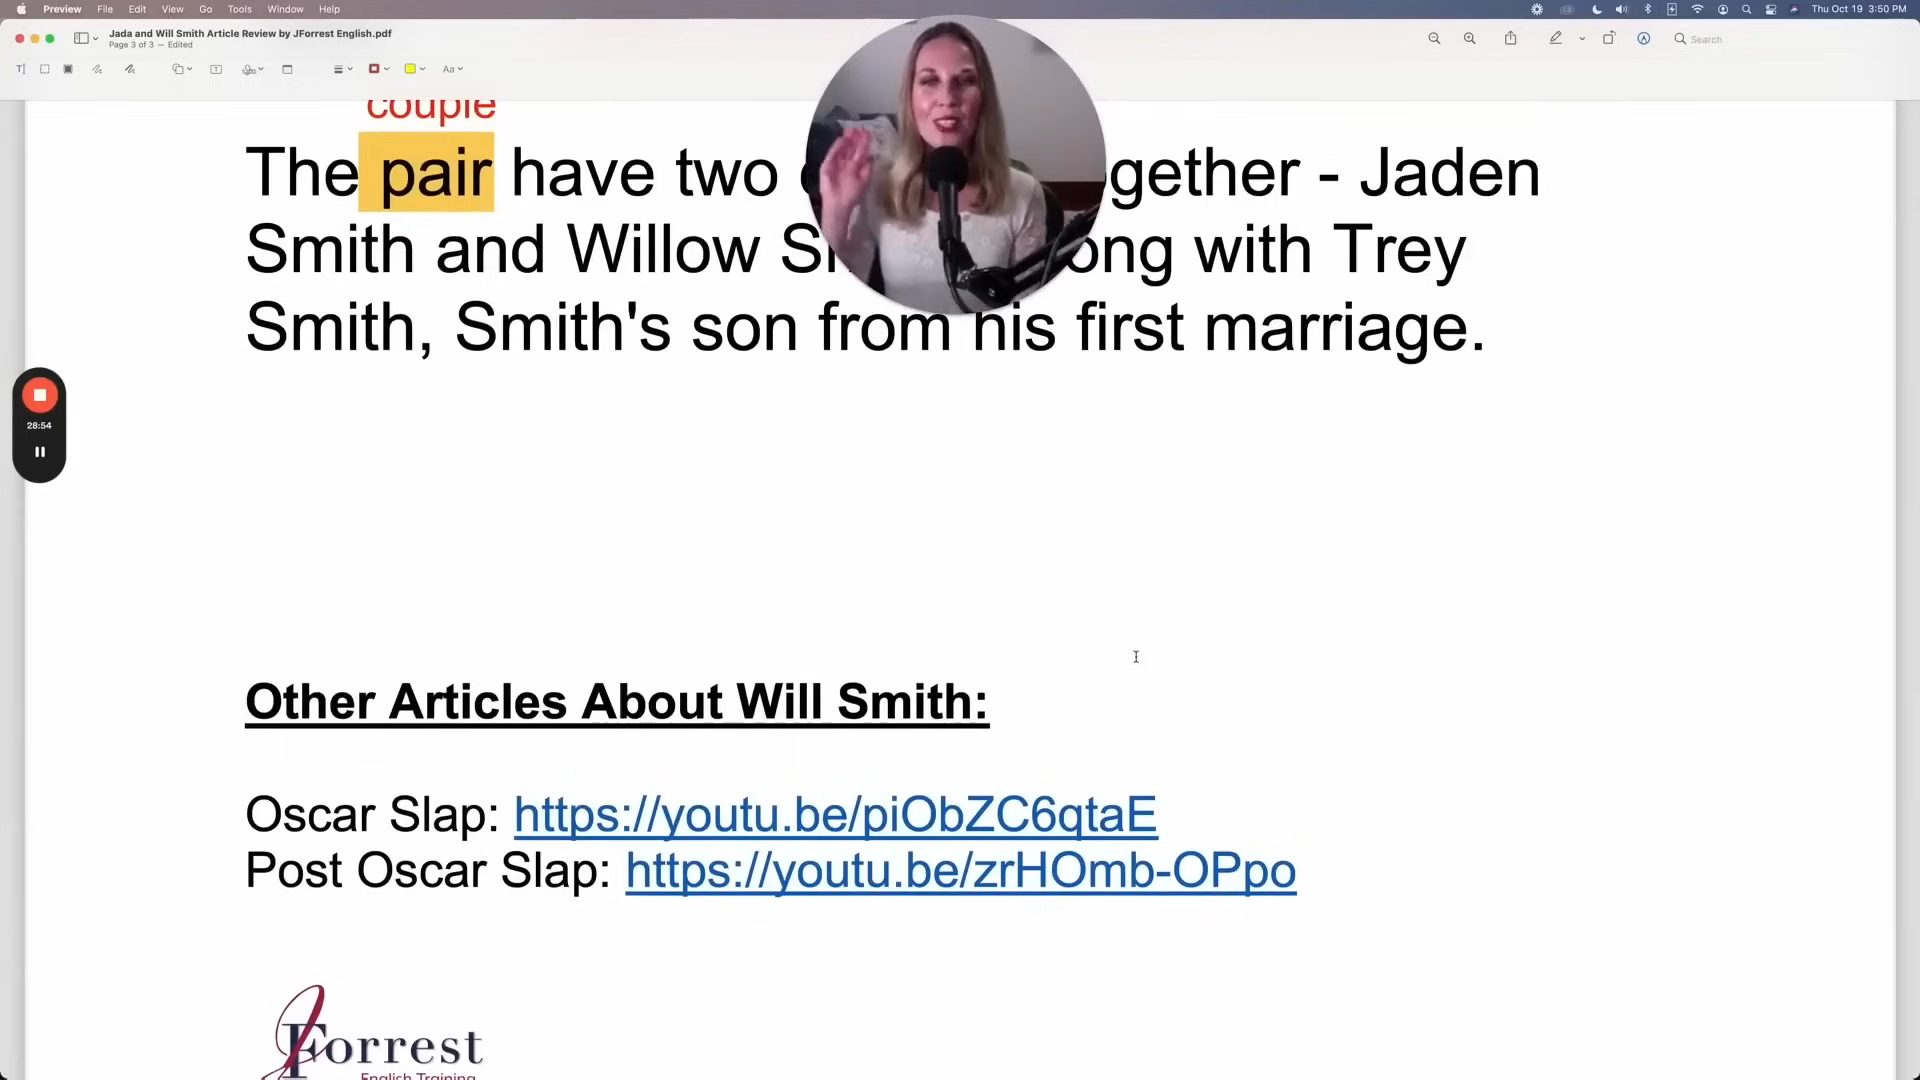 Preview File Edit View Go Tools Window Help Thu Oct 19 3:50 PM
Jada and Will Smith Article Review by JForrest English.pdf
Page 3 of 3 — Edited
Search
Aa
couple
The pair have two gether - Jaden
Smith and Willow with Trey
Smith, Smith's son from his first marriage.
28:54
Other Articles About Will Smith:
Oscar Slap: https://youtu.be/piObZC6qtaE
Post Oscar Slap: https://youtu.be/zrHOmb-OPpo
JForrest
English Training